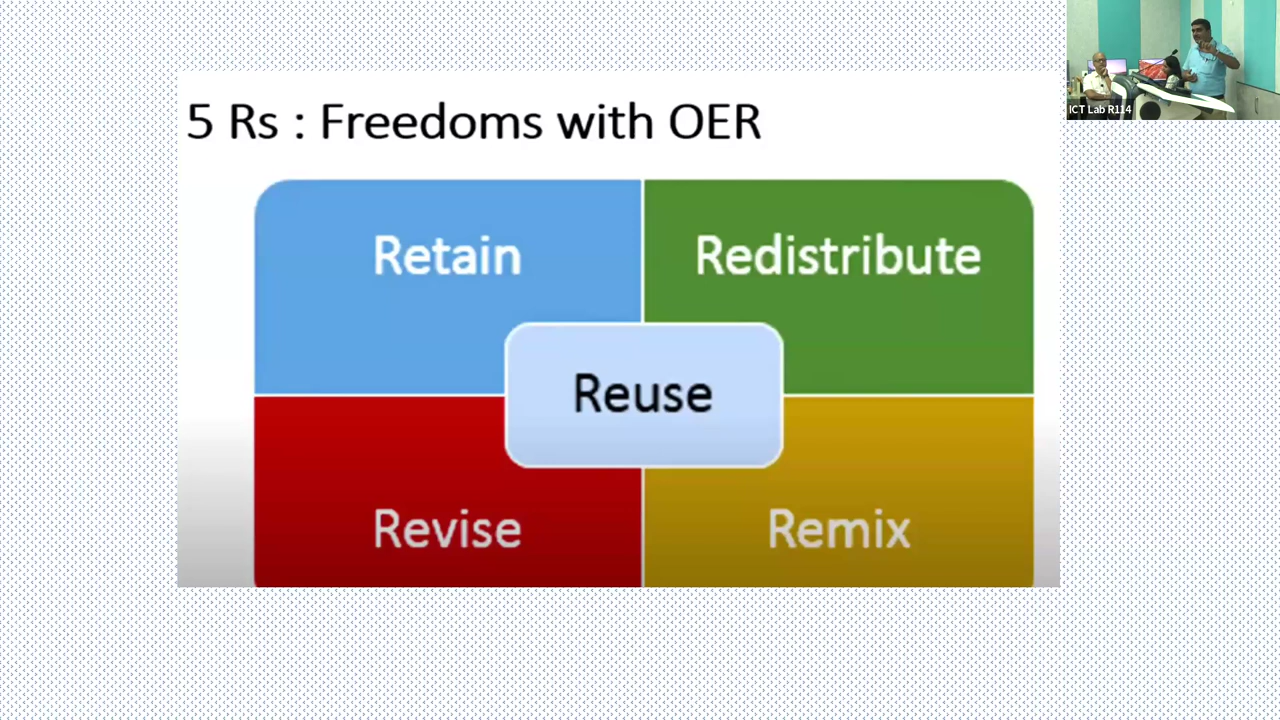 5 Rs : Freedoms with OER
Retain
Redistribute
Reuse
Revise
Remix
ICT Lab R114